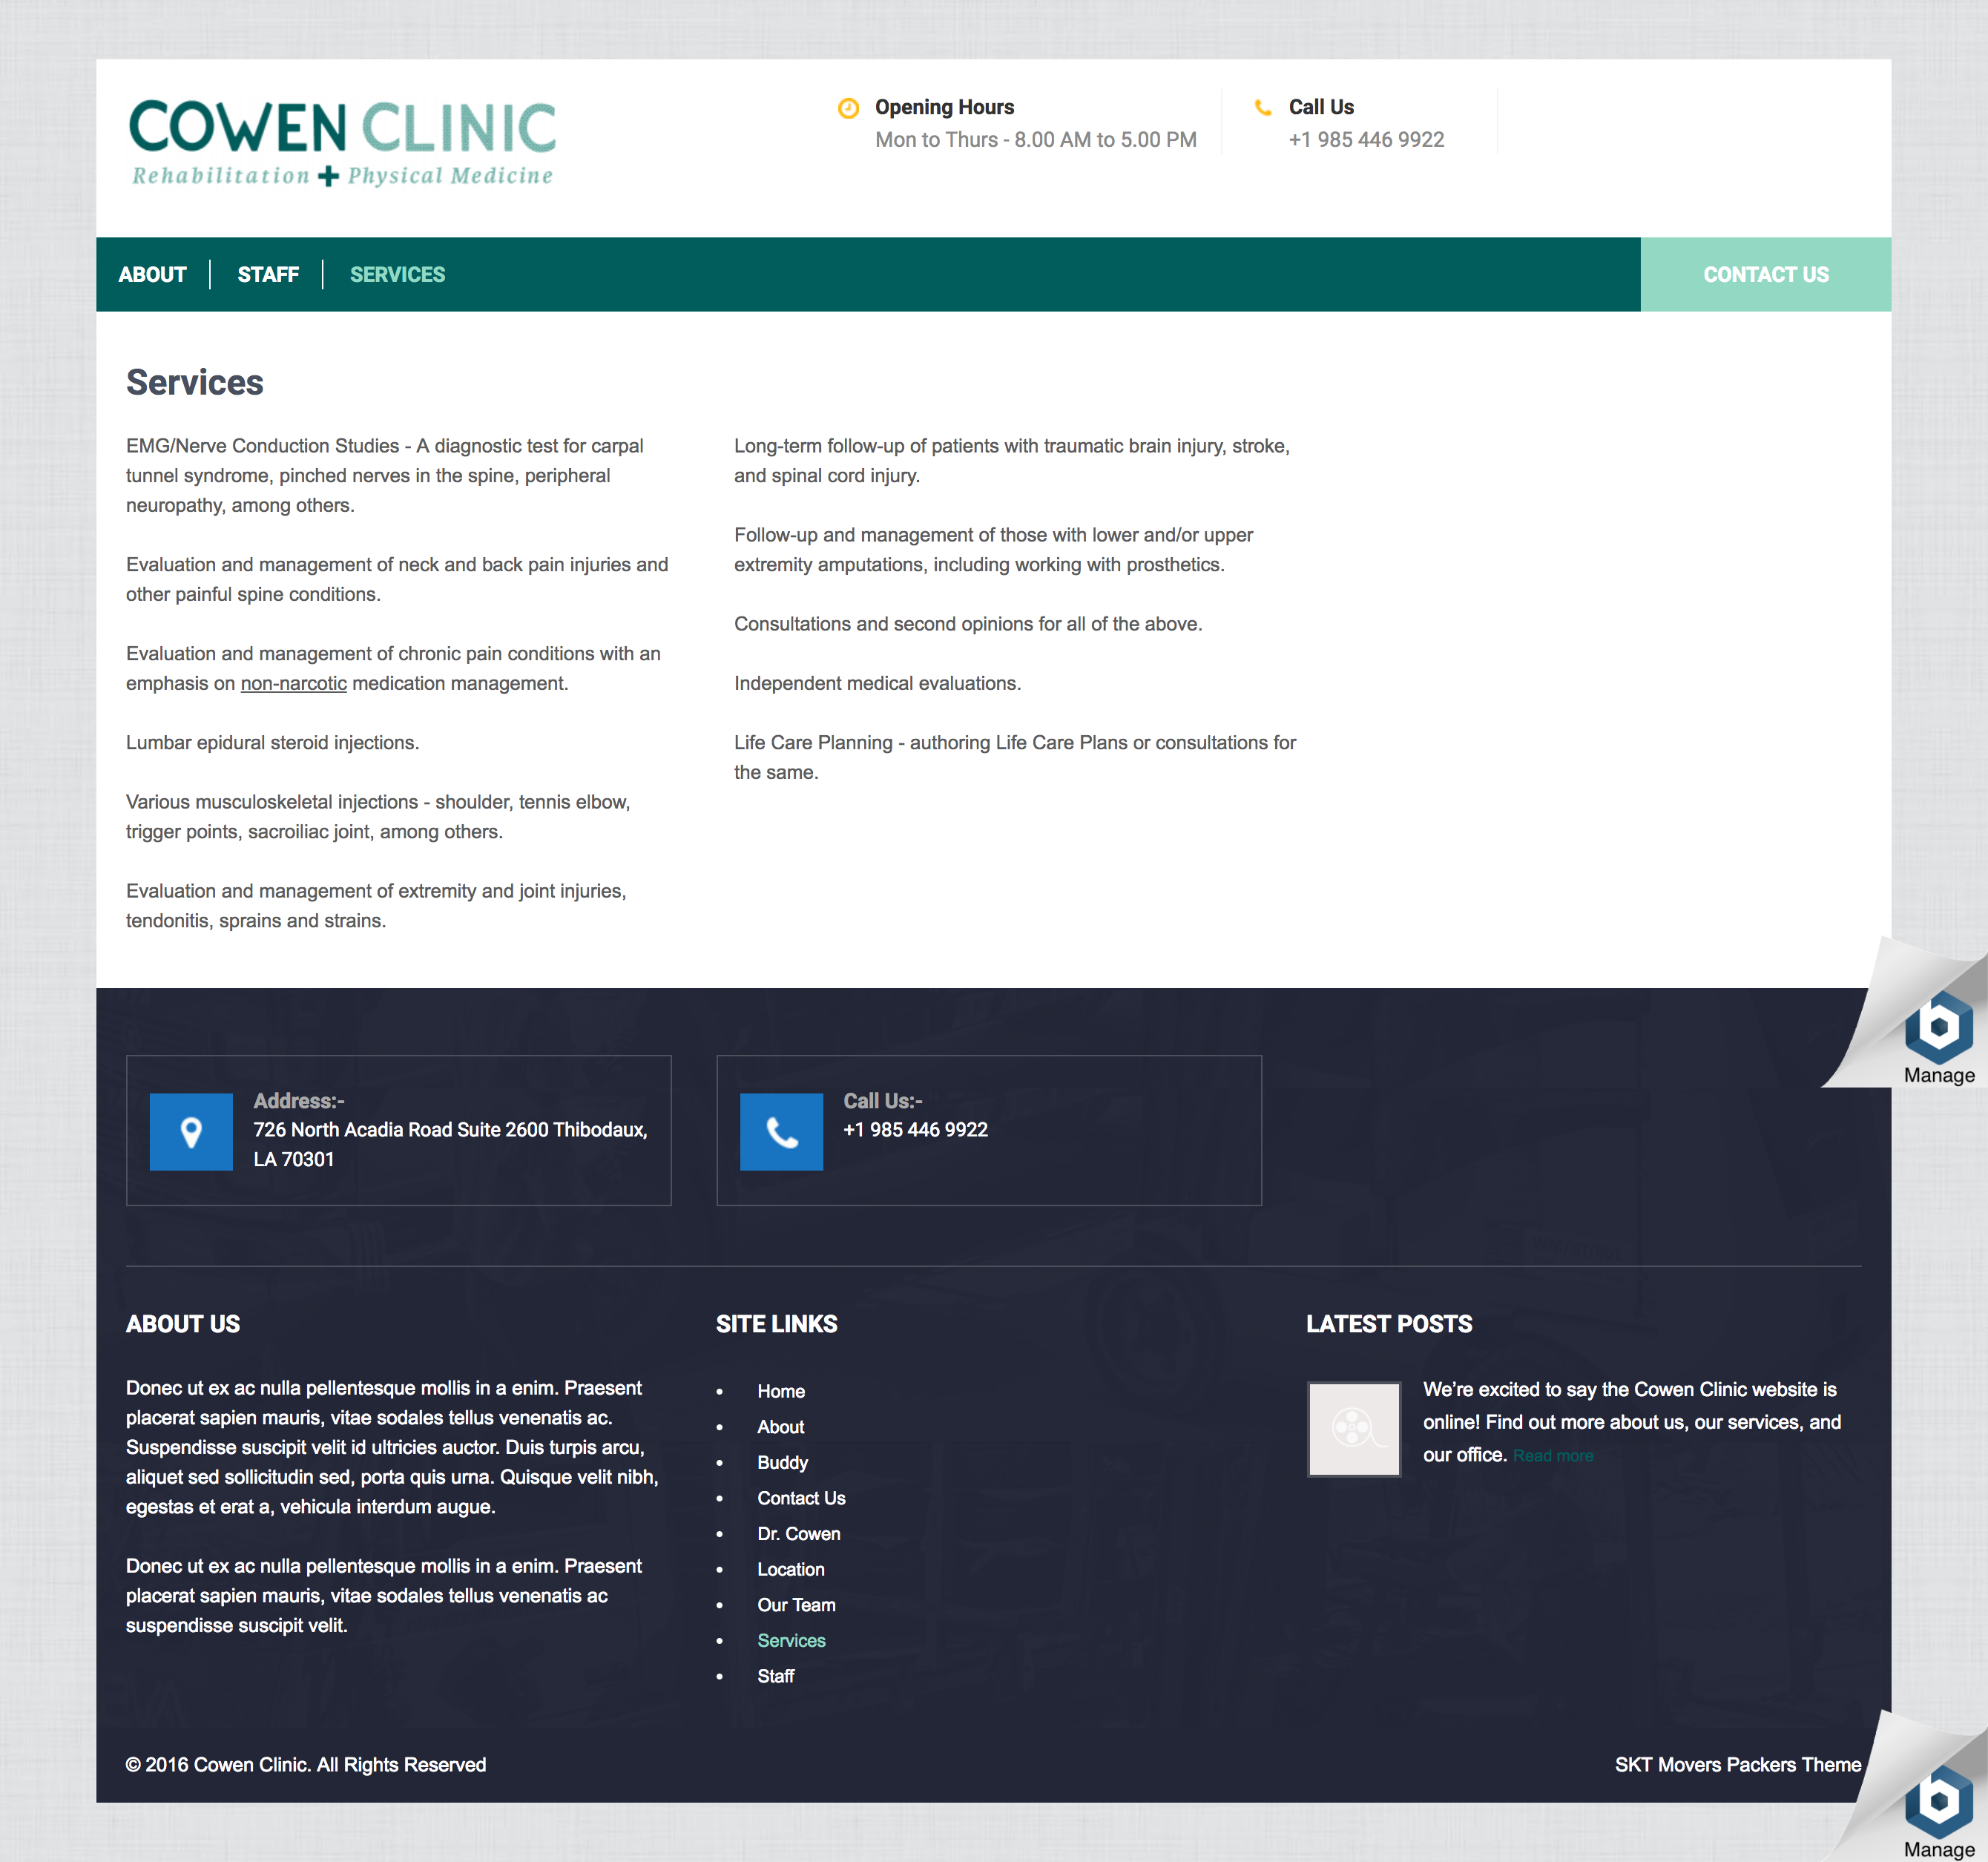 COWEN CLINIC
Rehabilitation + Physical Medicine
Opening Hours
Mon to Thurs - 8.00 AM to 5.00 PM
Call Us
+1 985 446 9922
ABOUT
STAFF
SERVICES
CONTACT US
Services
EMG/Nerve Conduction Studies - A diagnostic test for carpal
tunnel syndrome, pinched nerves in the spine, peripheral
neuropathy, among others.
Evaluation and management of neck and back pain injuries and
other painful spine conditions.
Evaluation and management of chronic pain conditions with an
emphasis on non-narcotic medication management.
Lumbar epidural steroid injections.
Various musculoskeletal injections - shoulder, tennis elbow,
trigger points, sacroiliac joint, among others.
Evaluation and management of extremity and joint injuries,
tendonitis, sprains and strains.
Long-term follow-up of patients with traumatic brain injury, stroke,
and spinal cord injury.
Follow-up and management of those with lower and/or upper
extremity amputations, including working with prosthetics.
Consultations and second opinions for all of the above.
Independent medical evaluations.
Life Care Planning - authoring Life Care Plans or consultations for
the same.
Manage
Address:-
726 North Acadia Road Suite 2600 Thibodaux,
LA 70301
Call Us:-
+1 985 446 9922
ABOUT US
Donec ut ex ac nulla pellentesque mollis in a enim. Praesent
placerat sapien mauris, vitae sodales tellus venenatis ac.
Suspendisse suscipit velit id ultricies auctor. Duis turpis arcu,
aliquet sed sollicitudin sed, porta quis urna. Quisque velit nibh,
egestas et erat a, vehicula interdum augue.
Donec ut ex ac nulla pellentesque mollis in a enim. Praesent
placerat sapien mauris, vitae sodales tellus venenatis ac
suspendisse suscipit velit.
SITE LINKS
• Home
• About
• Buddy
• Contact Us
• Dr. Cowen
• Location
• Our Team
• Services
• Staff
LATEST POSTS
We're excited to say the Cowen Clinic website is
online! Find out more about us, our services, and
our office. Read more
© 2016 Cowen Clinic. All Rights Reserved
SKT Movers Packers Theme
Manage